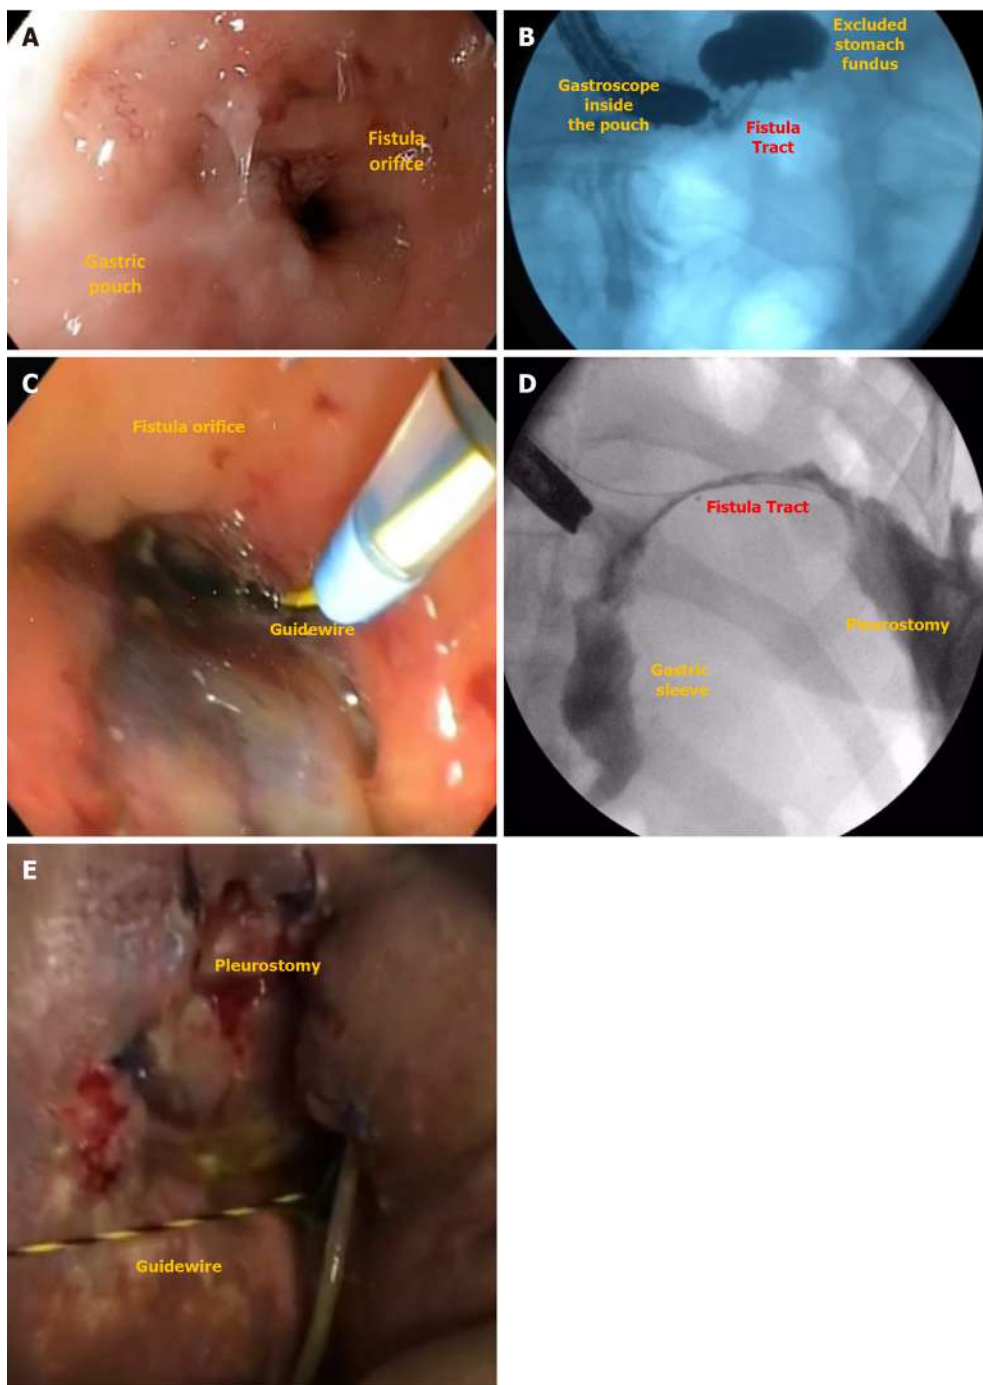 A
Fistula
orifice
Gastric
pouch
B
Excluded
stomach
fundus
Gastroscope
inside
the pouch
Fistula
Tract
C
Fistula orifice
Guidewire
D
Fistula Tract
Pleurostomy
Gastric
sleeve
E
Pleurostomy
Guidewire